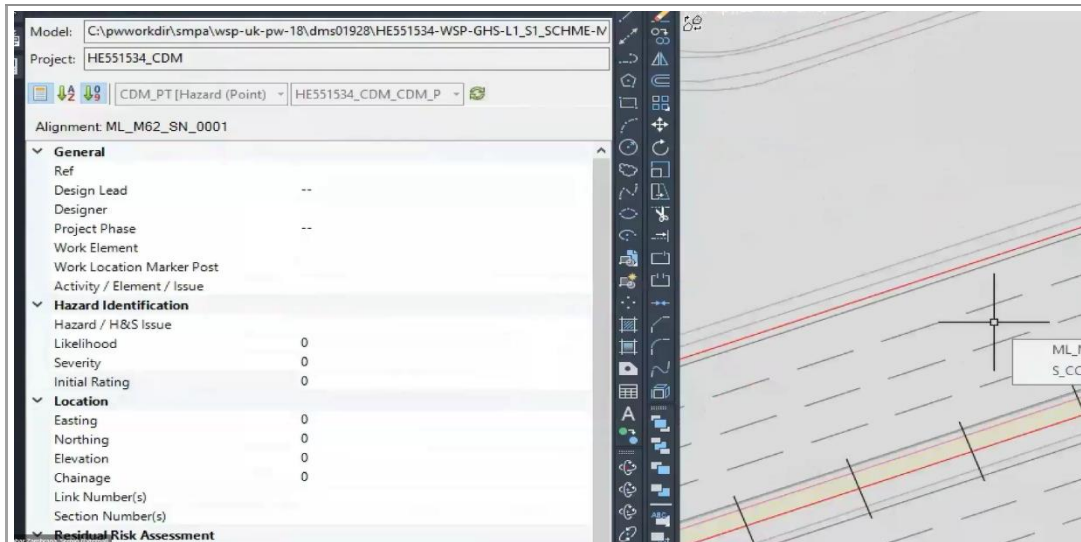 Model: C:\pwworkdir\smpa\wsp-uk-pw-18\dms01928\HE551534-WSP-GHS-L1_S1_SCHME-M
Project: HE551534_CDM
CDM_PT [Hazard (Point) HE551534_CDM_CDM_P
Alignment: ML_M62_SN_0001
General
Ref
Design Lead --
Designer
Project Phase --
Work Element
Work Location Marker Post
Activity / Element / Issue
Hazard Identification
Hazard / H&S Issue
Likelihood 0
Severity 0
Initial Rating 0
Location
Easting 0
Northing 0
Elevation 0
Chainage 0
Link Number(s)
Section Number(s)
Residual Risk Assessment
ML_M
S_CC